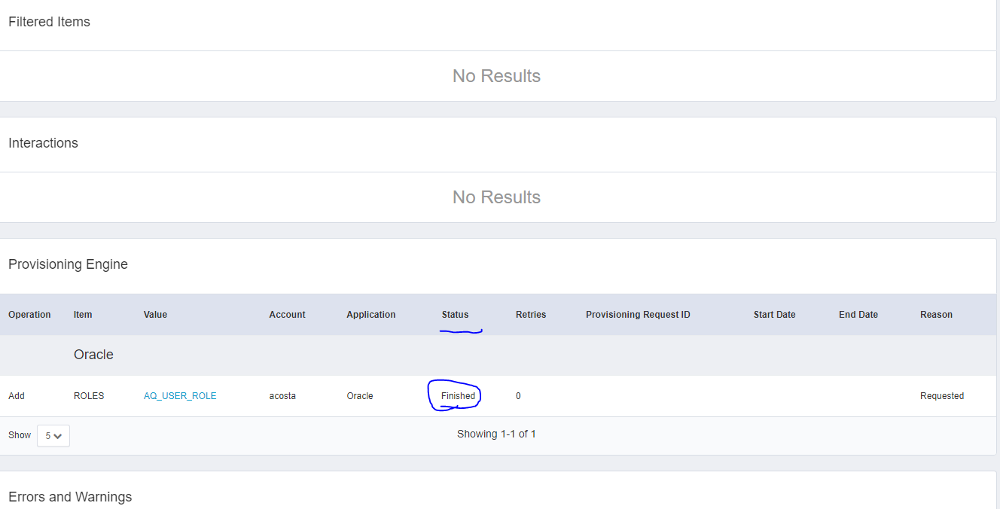 Filtered Items
No Results
Interactions
No Results
Provisioning Engine
Operation Item Value Account Application Status Retries Provisioning Request ID Start Date End Date Reason
Oracle
Add ROLES AQ_USER_ROLE acosta Oracle Finished 0 Requested
Show 5 Showing 1-1 of 1
Errors and Warnings